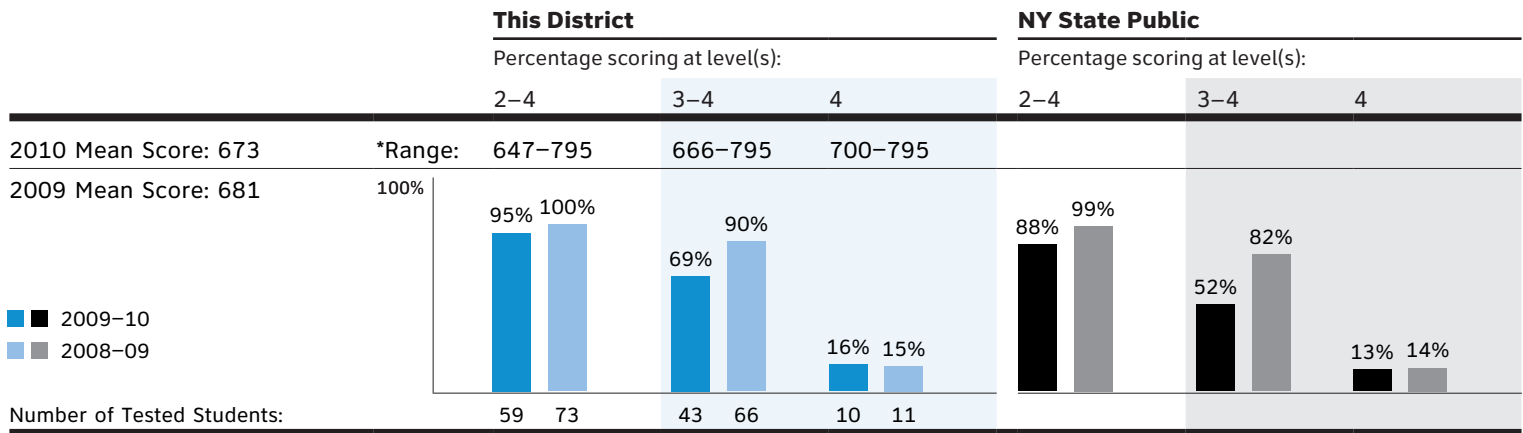 This District NY State Public
Percentage scoring at level(s): Percentage scoring at level(s):
2–4 3–4 4 2–4 3–4 4
2010 Mean Score: 673 *Range: 647–795 666–795 700–795
2009 Mean Score: 681 100%
95% 100% 69% 90% 16% 15% 88% 99% 52% 82% 13% 14%
2009–10
2008–09
Number of Tested Students: 59 73 43 66 10 11